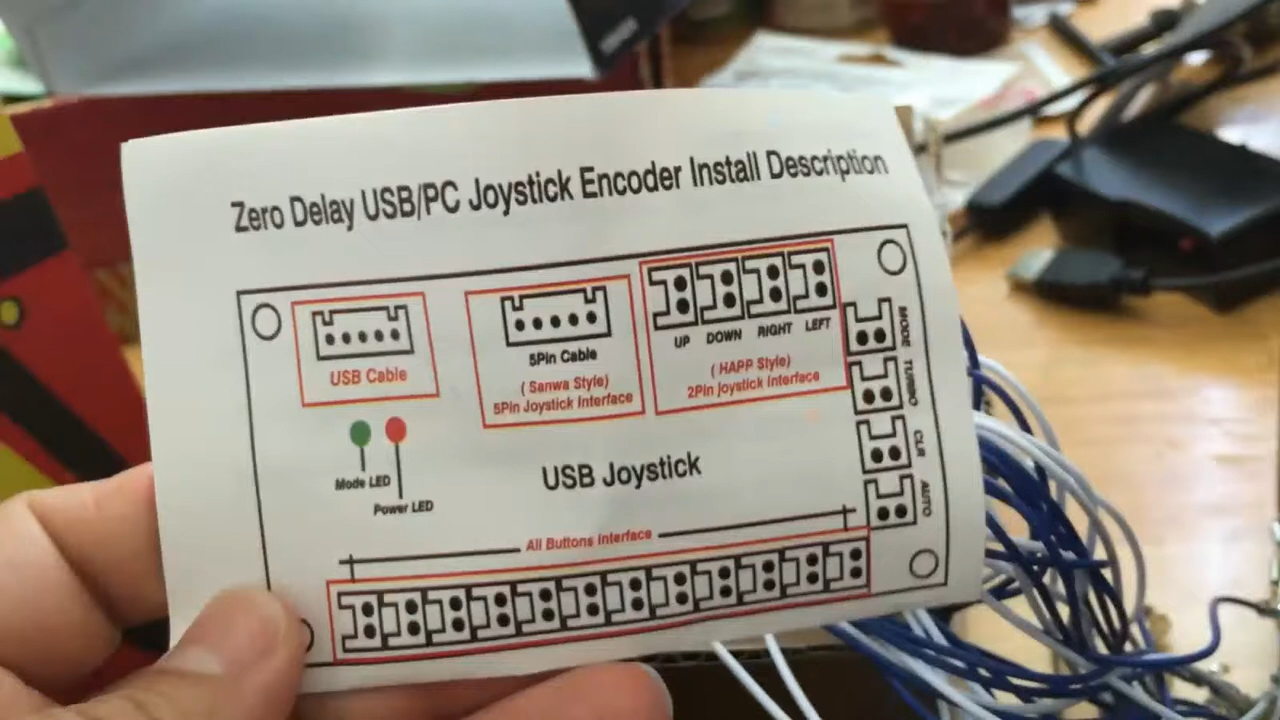 Zero Delay USB/PC Joystick Encoder Install Description
USB Cable
5Pin Cable
( Sanwa Style)
5Pin Joystick Interface
UP DOWN RIGHT LEFT
( HAPP Style)
2Pin joystick Interface
MODE
TURBO
CLR
AUTO
Mode LED
Power LED
USB Joystick
All Buttons Interface